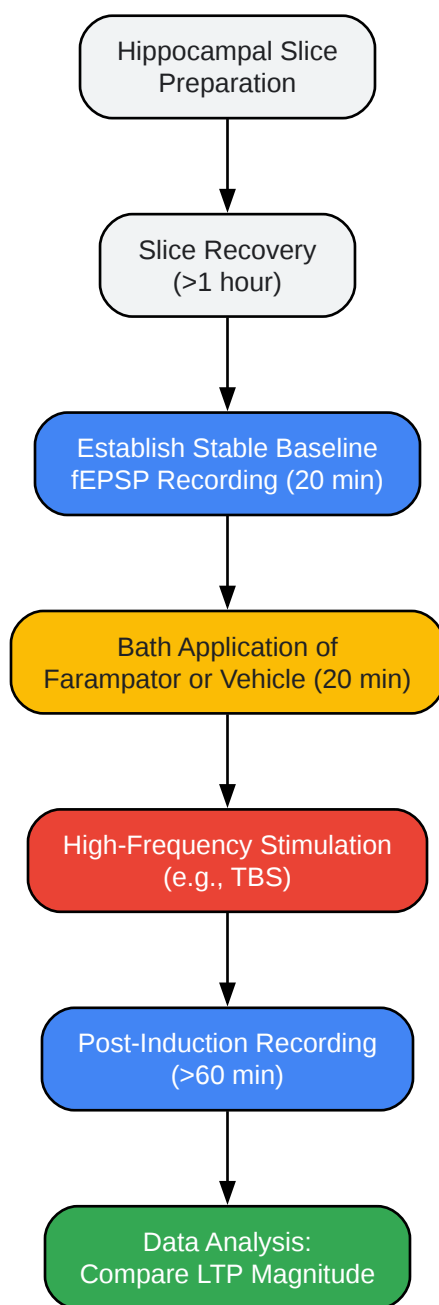 Hippocampal Slice
Preparation
Slice Recovery
(>1 hour)
Establish Stable Baseline
fEPSP Recording (20 min)
Bath Application of
Farampator or Vehicle (20 min)
High-Frequency Stimulation
(e.g., TBS)
Post-Induction Recording
(>60 min)
Data Analysis:
Compare LTP Magnitude